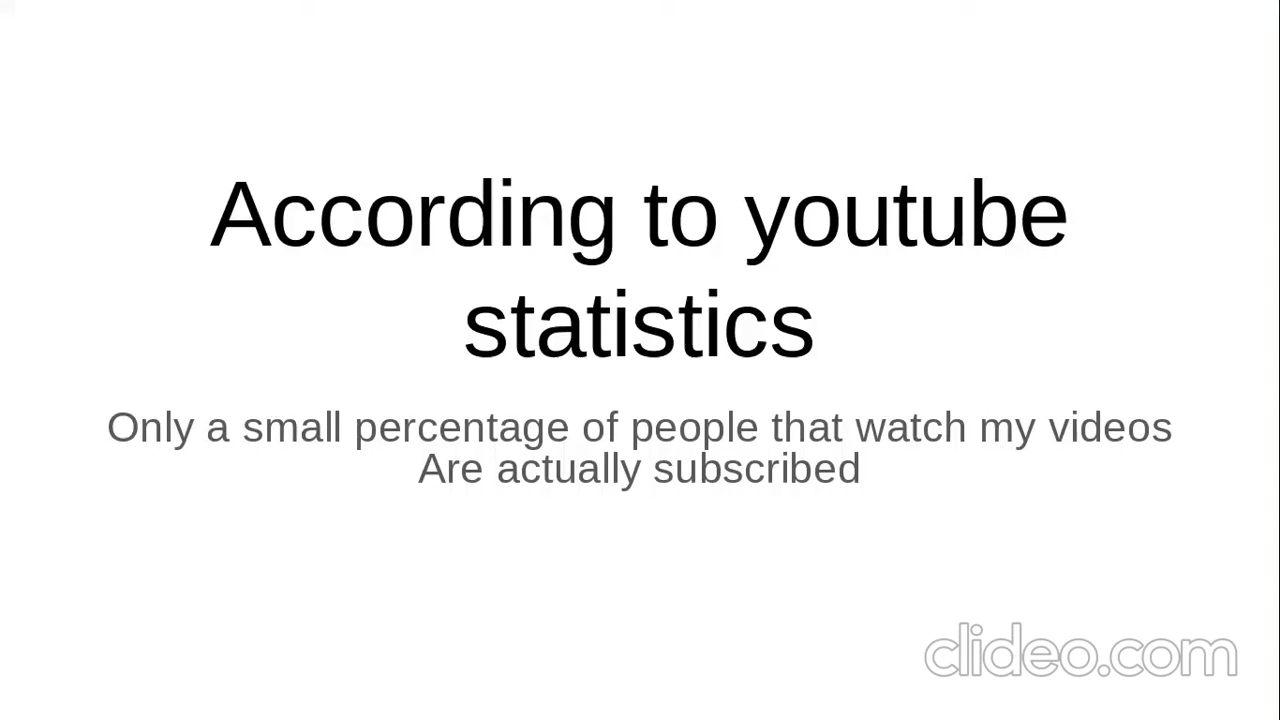 According to youtube
statistics
Only a small percentage of people that watch my videos
Are actually subscribed
clideo.com